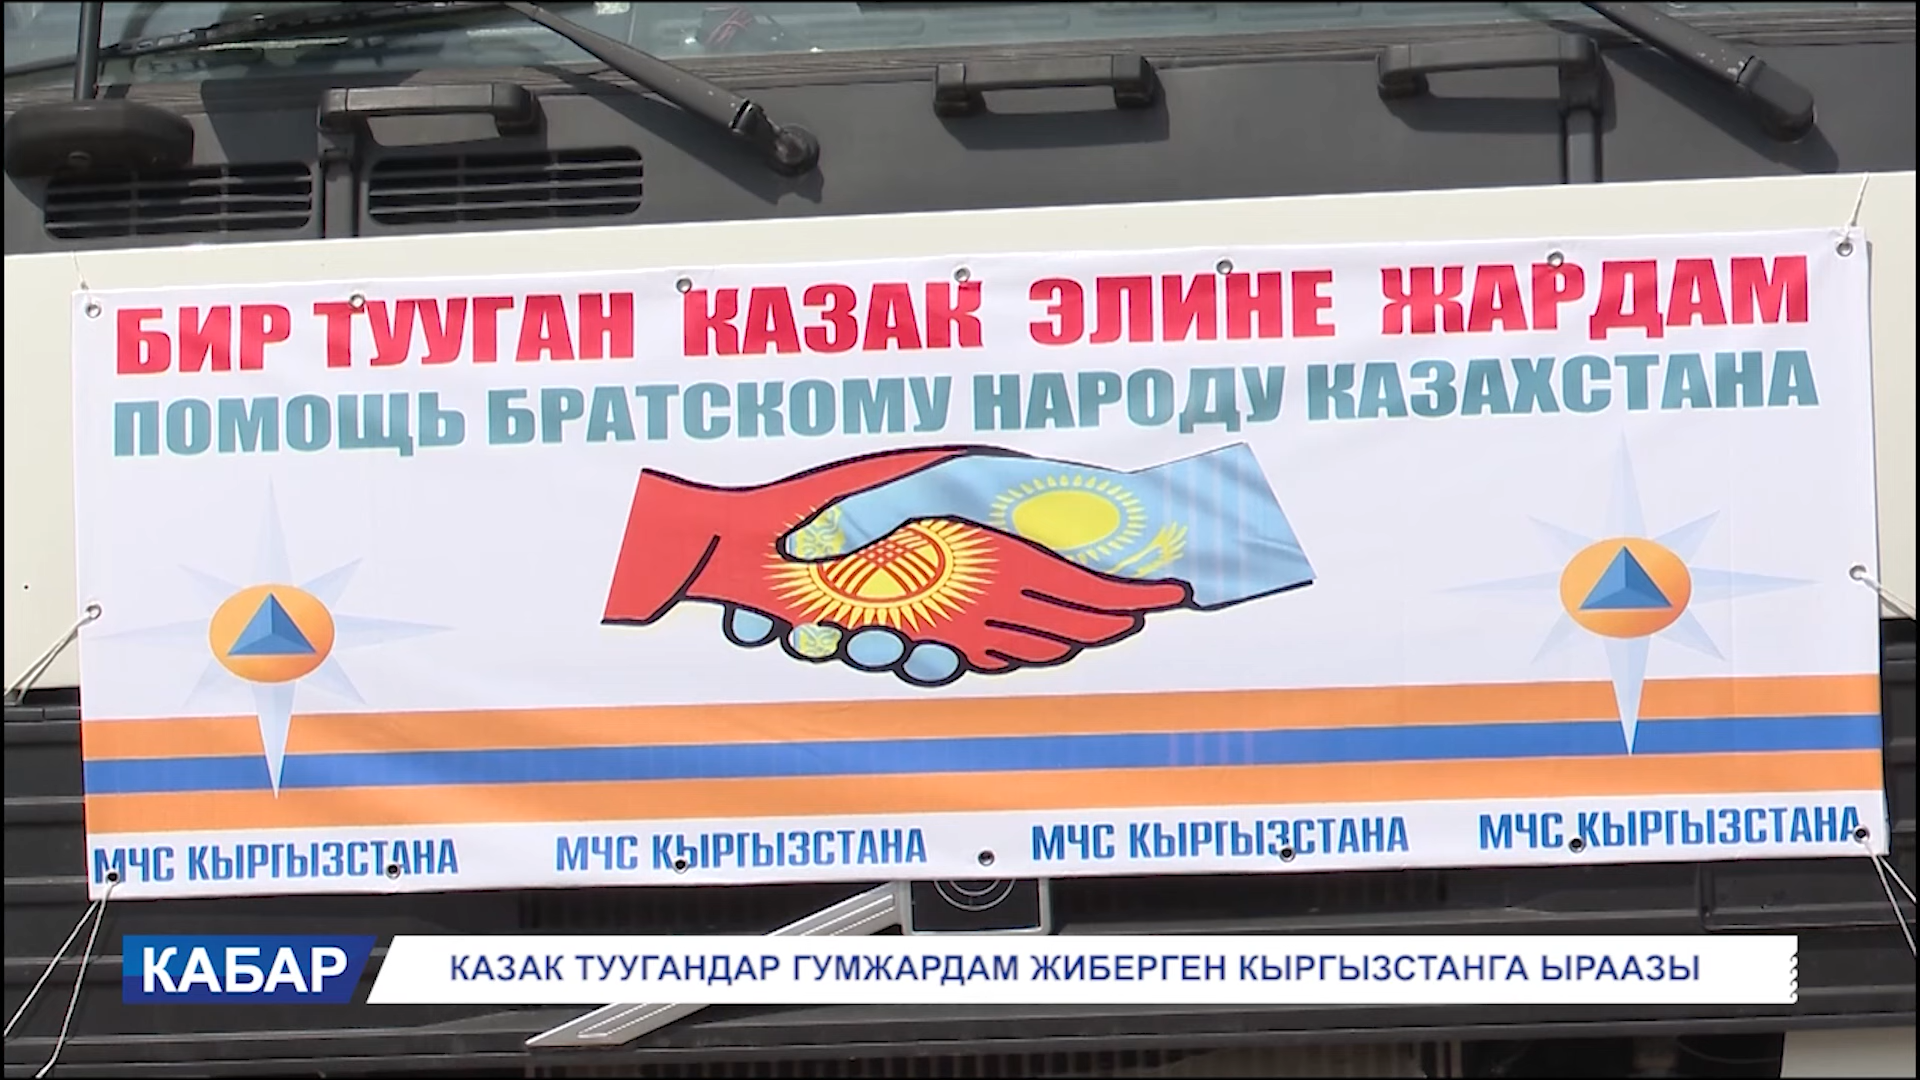 БИР ТУУГАН КАЗАК ЭЛИНЕ ЖАРДАМ
ПОМОЩЬ БРАТСКОМУ НАРОДУ КАЗАХСТАНА
МЧС КЫРГЫЗСТАНА МЧС КЫРГЫЗСТАНА МЧС КЫРГЫЗСТАНА МЧС КЫРГЫЗСТАНА
КАБАР КАЗАК ТУУГАНДАР ГУМЖАРДАМ ЖИБЕРГЕН КЫРГЫЗСТАНГА ЫРААЗЫ